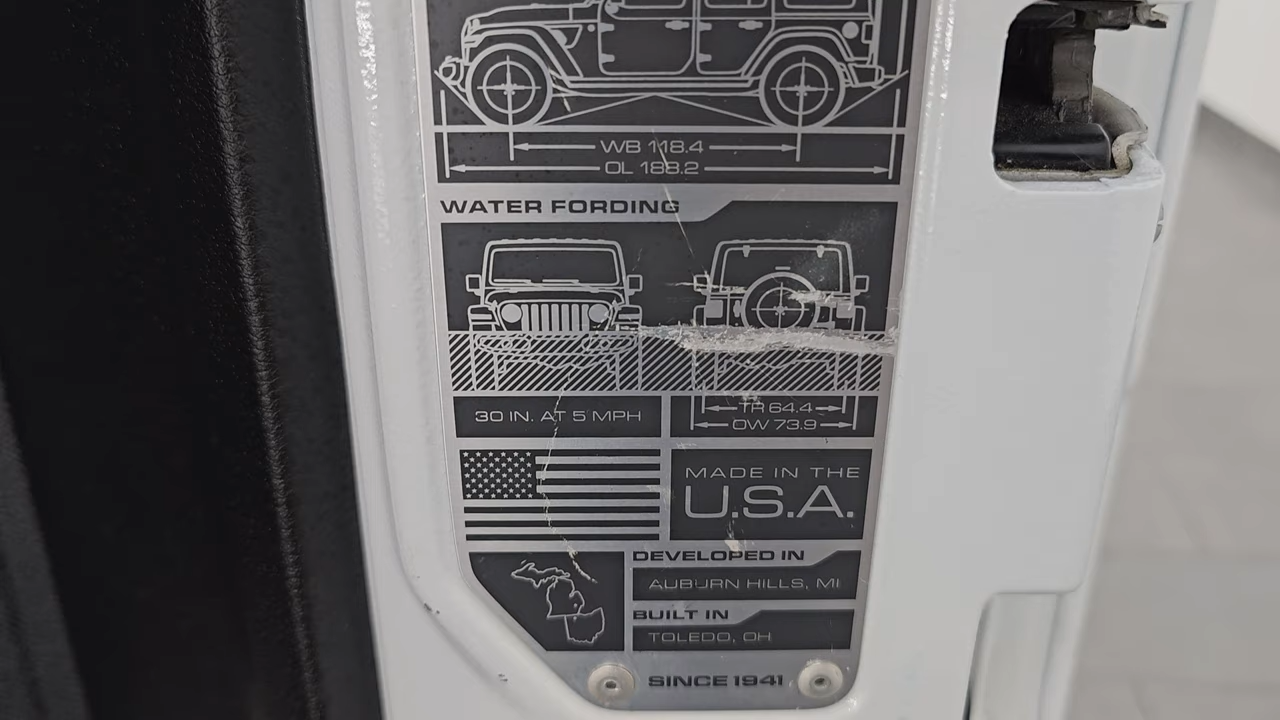 WB 118.4
OL 188.2
WATER FORDING
30 IN. AT 5 MPH
TR 64.4
OW 73.9
MADE IN THE
U.S.A.
DEVELOPED IN
AUBURN HILLS, MI
BUILT IN
TOLEDO, OH
SINCE 1941